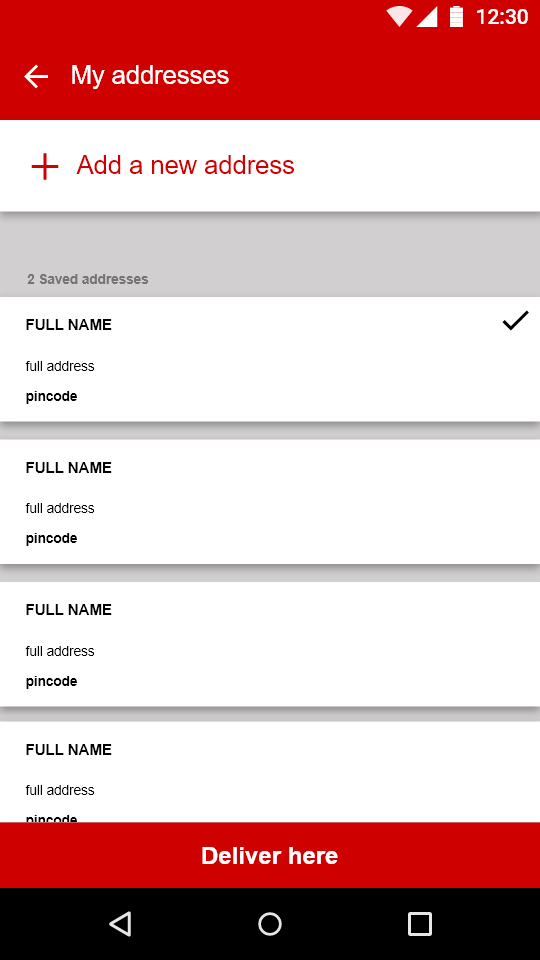 12:30
My addresses
Add a new address
2 Saved addresses
FULL NAME
full address
pincode
FULL NAME
full address
pincode
FULL NAME
full address
pincode
FULL NAME
full address
pincode
Deliver here